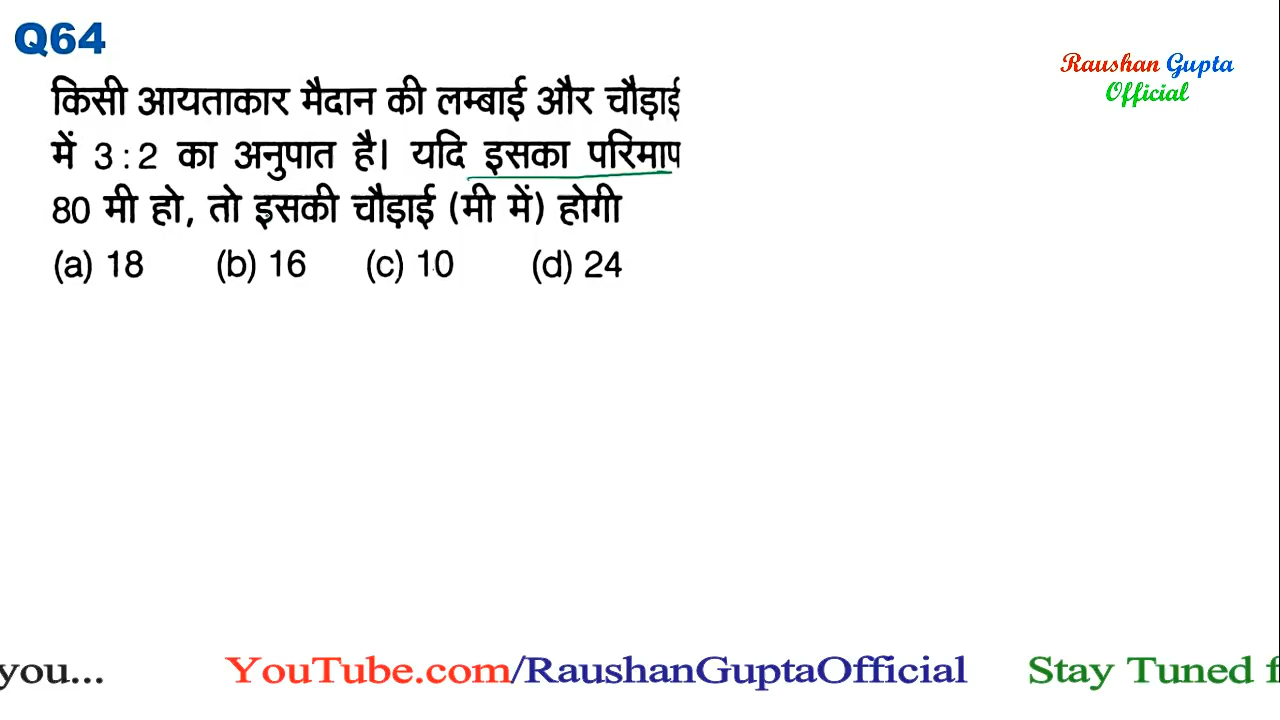 Q64
Raushan Gupta
Official
किसी आयताकार मैदान की लम्बाई और चौड़ाई
में 3 : 2 का अनुपात है। यदि इसका परिमाप
80 मी हो, तो इसकी चौड़ाई (मी में) होगी
(a) 18 (b) 16 (c) 10 (d) 24
you... YouTube.com/RaushanGuptaOfficial Stay Tuned f